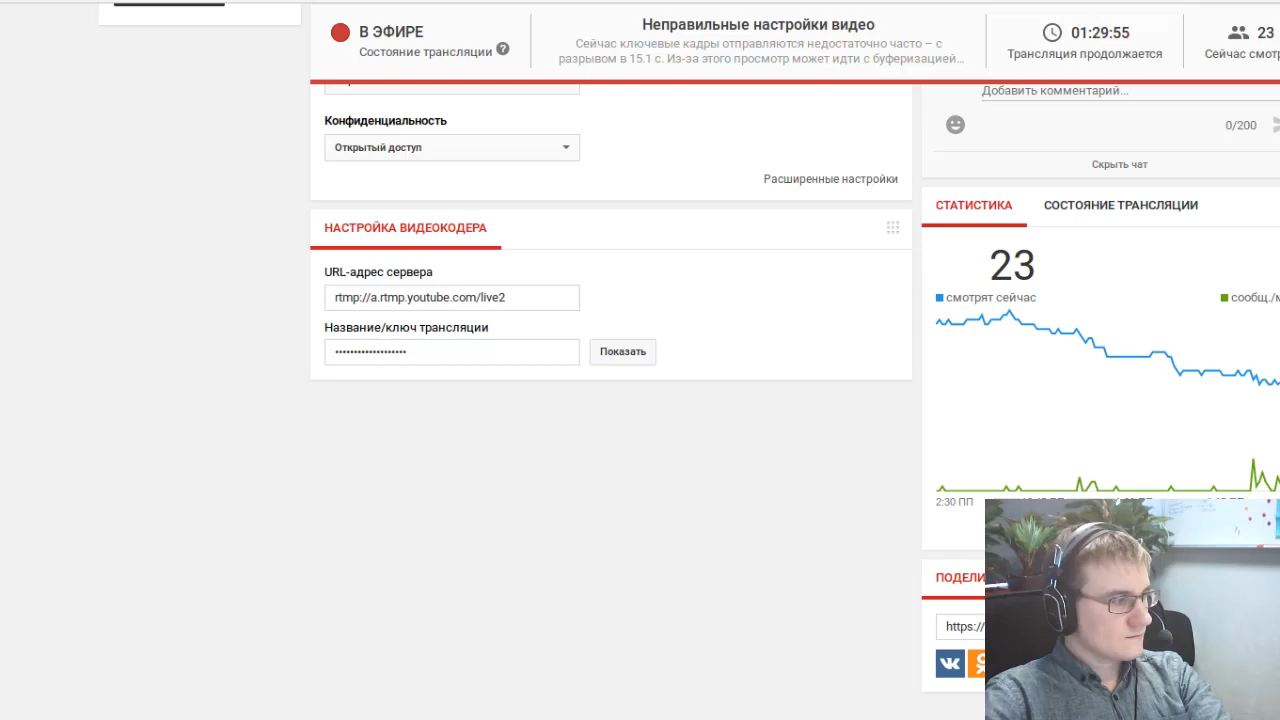 В ЭФИРЕ
Состояние трансляции ?
Неправильные настройки видео
Сейчас ключевые кадры отправляются недостаточно часто – с
разрывом в 15.1 с. Из-за этого просмотр может идти с буферизацией…
01:29:55
Трансляция продолжается
23
Сейчас смотр
Конфиденциальность
Открытый доступ
Расширенные настройки
НАСТРОЙКА ВИДЕОКОДЕРА
URL-адрес сервера
rtmp://a.rtmp.youtube.com/live2
Название/ключ трансляции
•••••••••••••••••••
Показать
Добавить комментарий...
0/200
Скрыть чат
СТАТИСТИКА
СОСТОЯНИЕ ТРАНСЛЯЦИИ
23
смотрят сейчас
сообщ./м
2:30 ПП
ПОДЕЛИ
https://